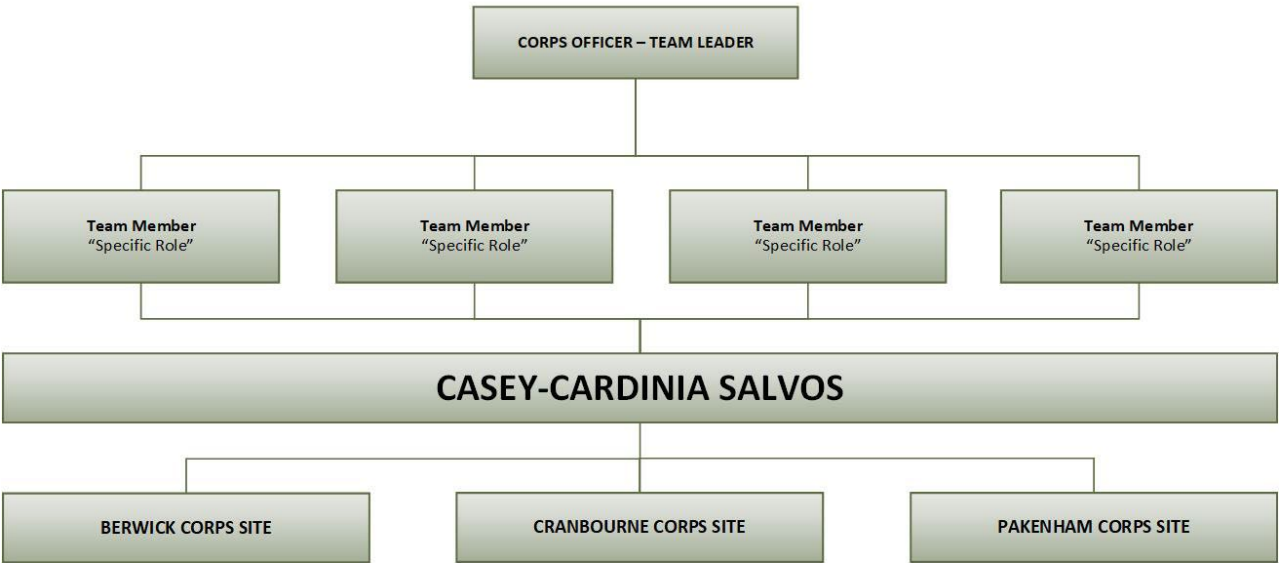 CORPS OFFICER – TEAM LEADER
Team Member
“Specific Role”
Team Member
“Specific Role”
Team Member
“Specific Role”
Team Member
“Specific Role”
CASEY-CARDINIA SALVOS
BERWICK CORPS SITE
CRANBOURNE CORPS SITE
PAKENHAM CORPS SITE